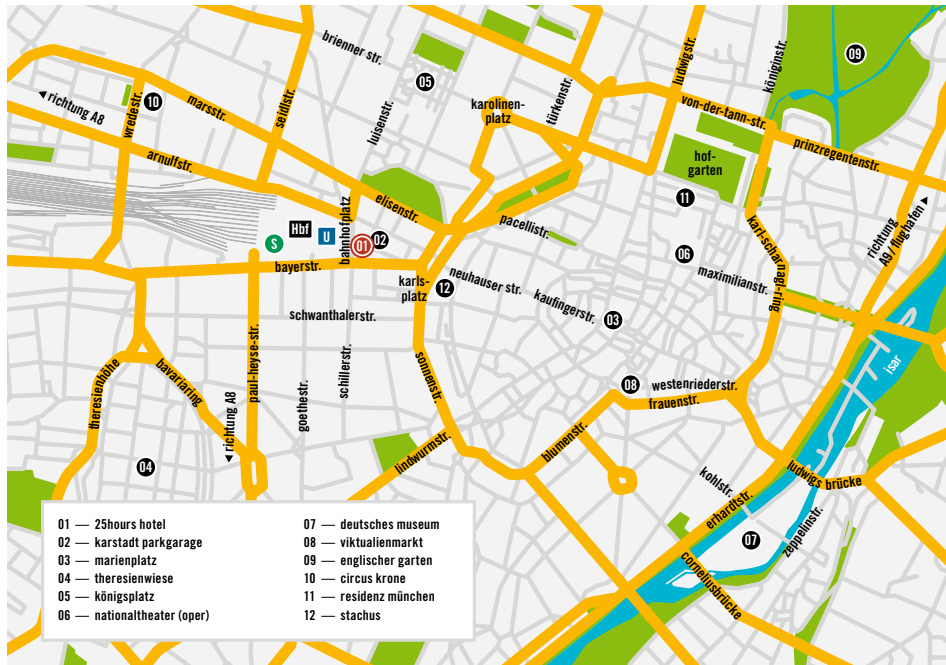 brienner str.
05
09
königinstr.
ludwigstr.
türkenstr.
karolinen-
platz
seidlstr.
luisenstr.
◄ richtung A8
10
wredestr.
marsstr.
arnulfstr.
von-der-tann-str.
prinzregentenstr.
hof-
garten
11
elisenstr.
pacellistr.
bahnhofplatz
S
Hbf
U
01
02
06
karl-scharnagl-ring
richtung
A9/flughafen ►
bayerstr.
karls-
platz
12
neuhauser str.
kaufingerstr.
03
maximilianstr.
schwanthalerstr.
isar
theresienhöhe
bavariaring
paul-heyse-str.
◄ richtung A8
goethestr.
schillerstr.
sonnenstr.
08
westenriederstr.
frauenstr.
04
lindwurmstr.
blumenstr.
kohlstr.
erhardtstr.
ludwigs brücke
07
zeppelinstr.
corneliusbrücke
01 — 25hours hotel
02 — karstadt parkgarage
03 — marienplatz
04 — theresienwiese
05 — königsplatz
06 — nationaltheater (oper)
07 — deutsches museum
08 — viktualienmarkt
09 — englischer garten
10 — circus krone
11 — residenz münchen
12 — stachus